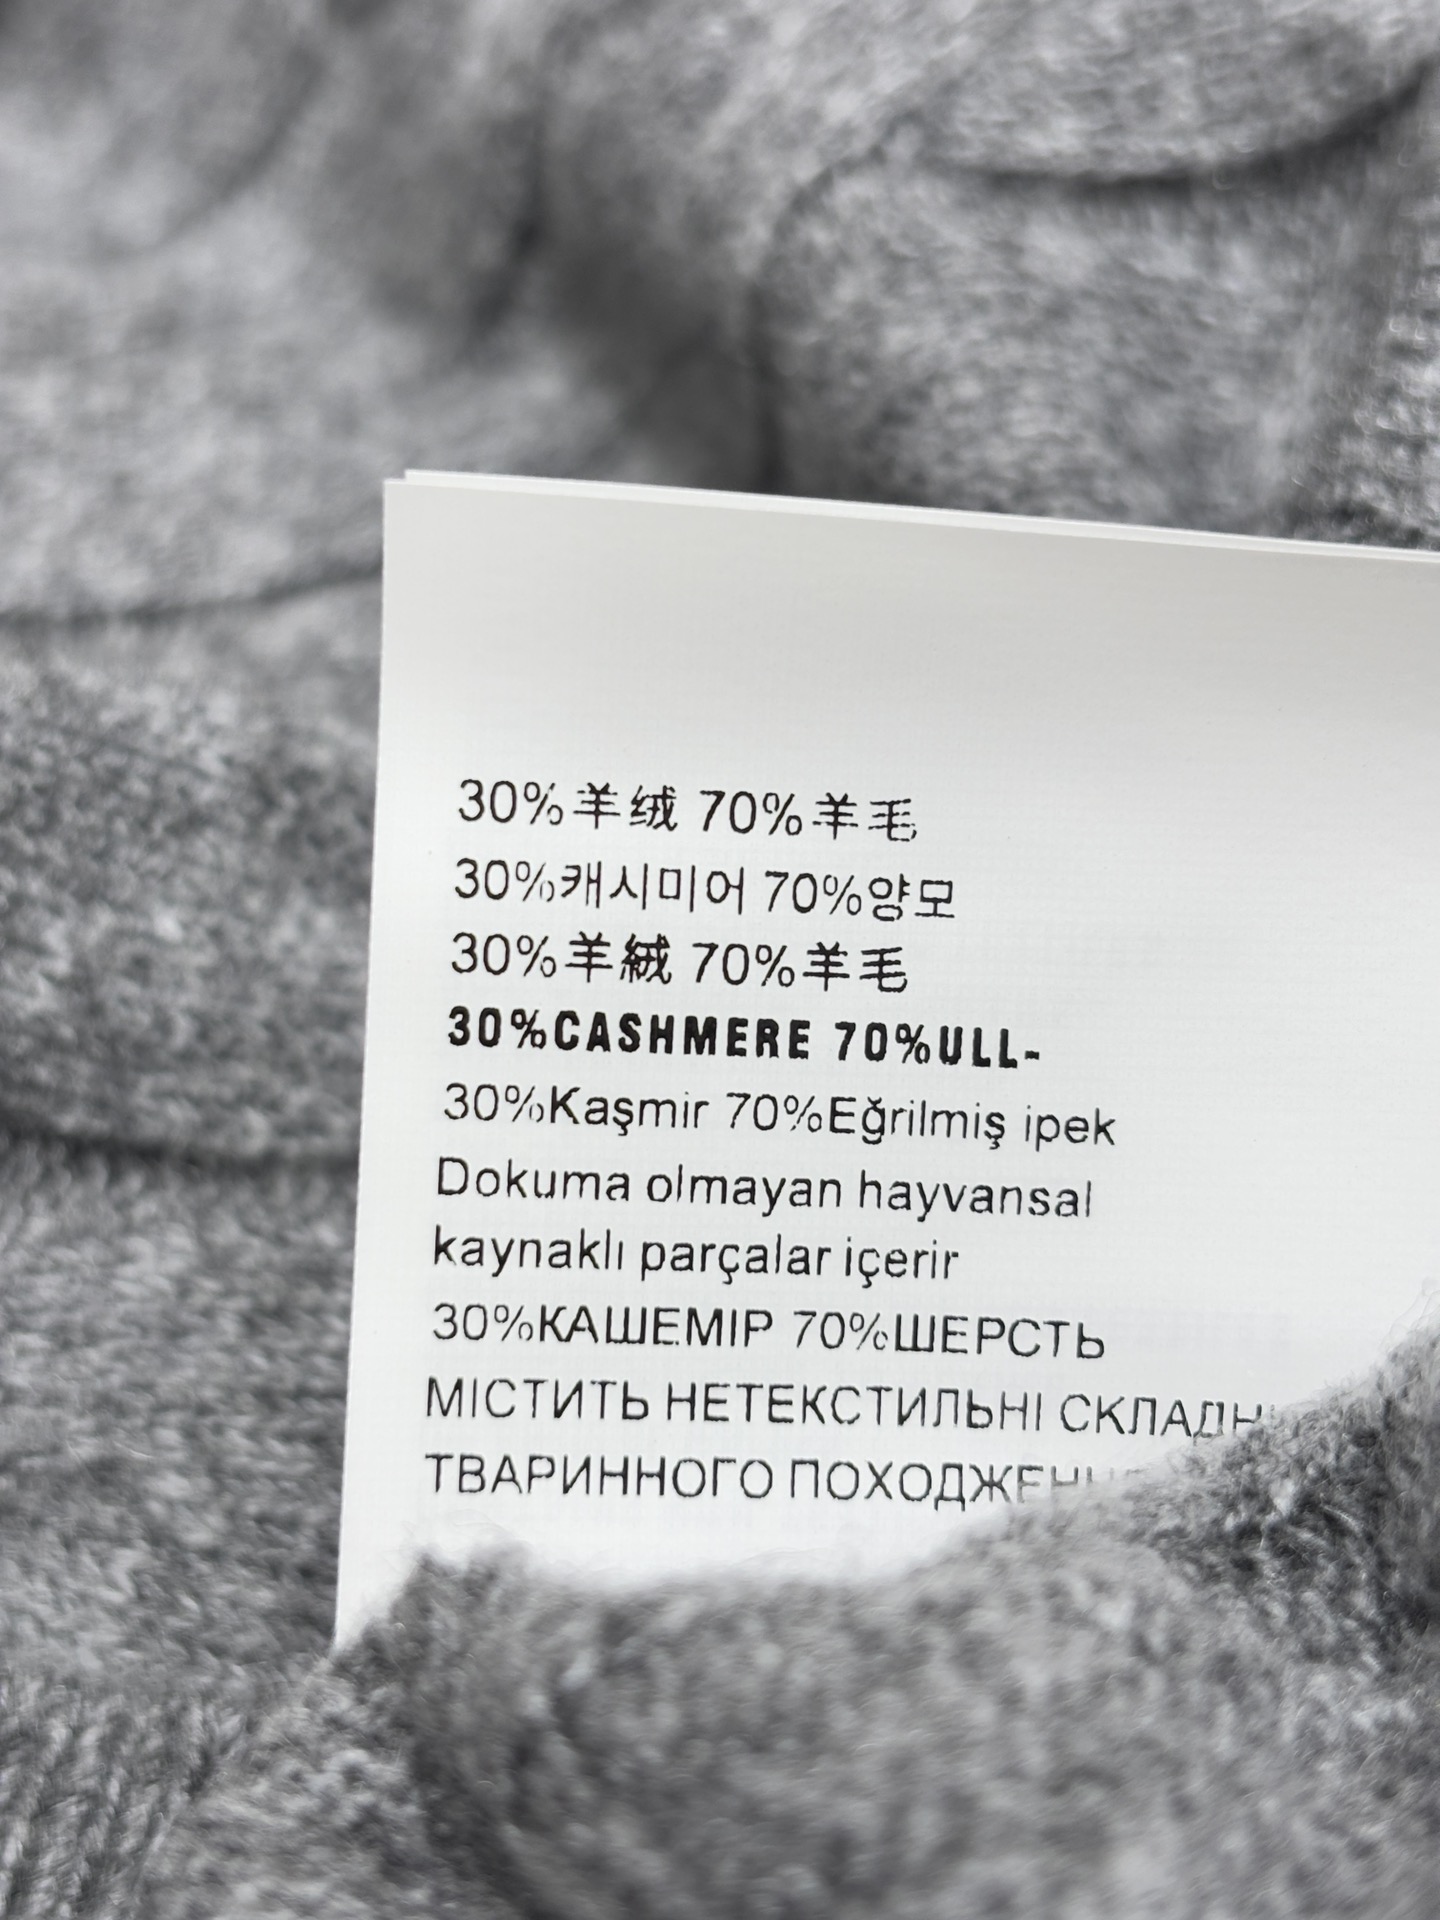 30%羊绒 70%羊毛
30%캐시미어 70%양모
30%羊絨 70%羊毛
30%CASHMERE 70%ULL-
30%Kaşmir 70%Eğrilmiş ipek
Dokuma olmayan hayvansal
kaynaklı parçalar içerir
30%КАШЕМІР 70%ШЕРСТЬ
МІСТИТЬ НЕТЕКСТИЛЬНІ
ТВАРИННОГО